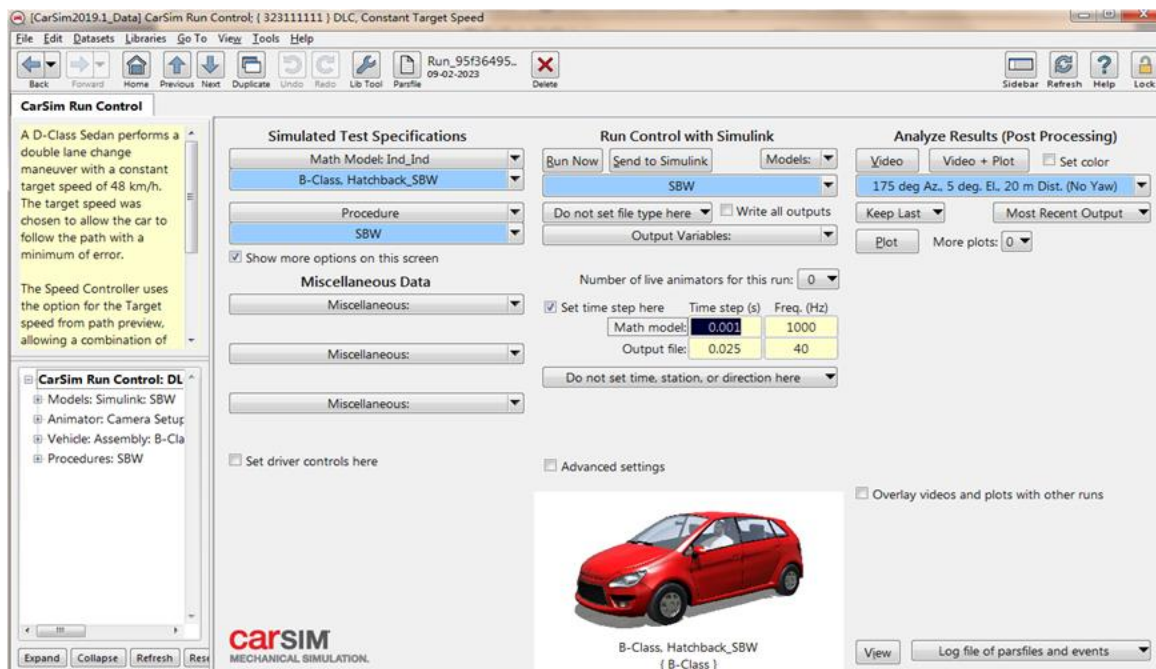 [CarSim2019.1_Data] CarSim Run Control; { 323111111 } DLC, Constant Target Speed
File Edit Datasets Libraries Go To View Tools Help
Back Forward Home Previous Next Duplicate Undo Redo Lib Tool Parsfile
Run_95f36495..
09-02-2023
Delete
Sidebar Refresh Help Lock
CarSim Run Control
A D-Class Sedan performs a
double lane change
maneuver with a constant
target speed of 48 km/h.
The target speed was
chosen to allow the car to
follow the path with a
minimum of error.
The Speed Controller uses
the option for the Target
speed from path preview,
allowing a combination of
CarSim Run Control: DL
Models: Simulink: SBW
Animator: Camera Setup
Vehicle: Assembly: B-Cla
Procedures: SBW
Expand Collapse Refresh Rese
Simulated Test Specifications
Math Model: Ind_Ind
B-Class, Hatchback_SBW
Procedure
SBW
Show more options on this screen
Miscellaneous Data
Miscellaneous:
Miscellaneous:
Miscellaneous:
Set driver controls here
carSIM
MECHANICAL SIMULATION.
Run Control with Simulink
Run Now Send to Simulink Models:
SBW
Do not set file type here Write all outputs
Output Variables:
Number of live animators for this run: 0
Set time step here Time step (s) Freq. (Hz)
Math model: 0.001 1000
Output file: 0.025 40
Do not set time, station, or direction here
Advanced settings
B-Class, Hatchback_SBW
{ B-Class }
Analyze Results (Post Processing)
Video Video + Plot Set color
175 deg Az., 5 deg. El., 20 m Dist. (No Yaw)
Keep Last Most Recent Output
Plot More plots: 0
Overlay videos and plots with other runs
View Log file of parsfiles and events